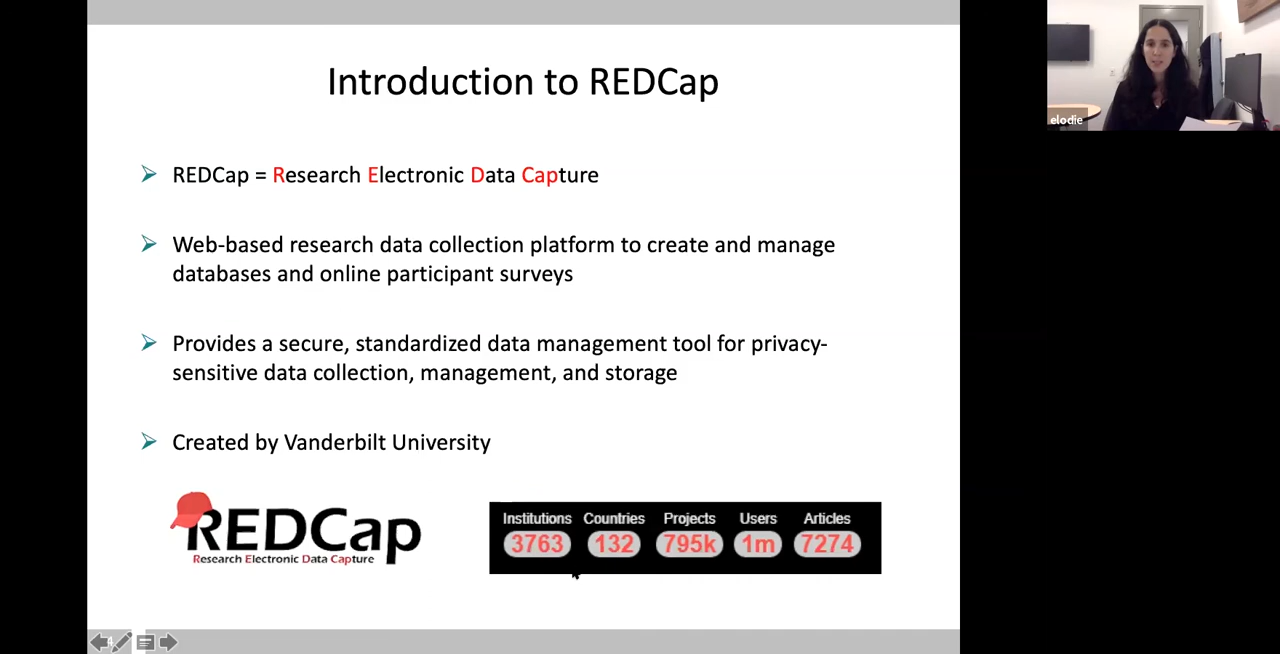 Introduction to REDCap
REDCap = Research Electronic Data Capture
Web-based research data collection platform to create and manage
databases and online participant surveys
Provides a secure, standardized data management tool for privacy-
sensitive data collection, management, and storage
Created by Vanderbilt University
REDCap
Research Electronic Data Capture
Institutions Countries Projects Users Articles
3763 132 795k 1m 7274
4
elodie